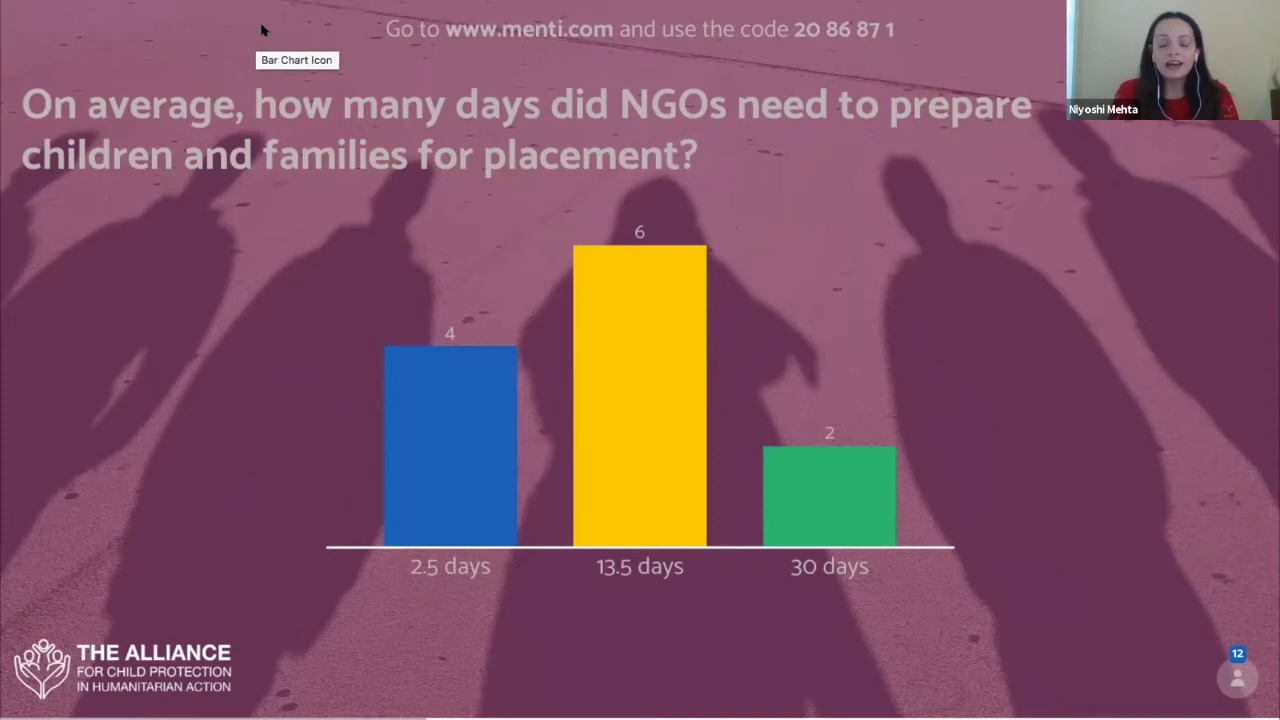 Go to www.menti.com and use the code 20 86 87 1
Bar Chart Icon
Niyoshi Mehta
On average, how many days did NGOs need to prepare
children and families for placement?
4
6
2
2.5 days
13.5 days
30 days
THE ALLIANCE
FOR CHILD PROTECTION
IN HUMANITARIAN ACTION
12